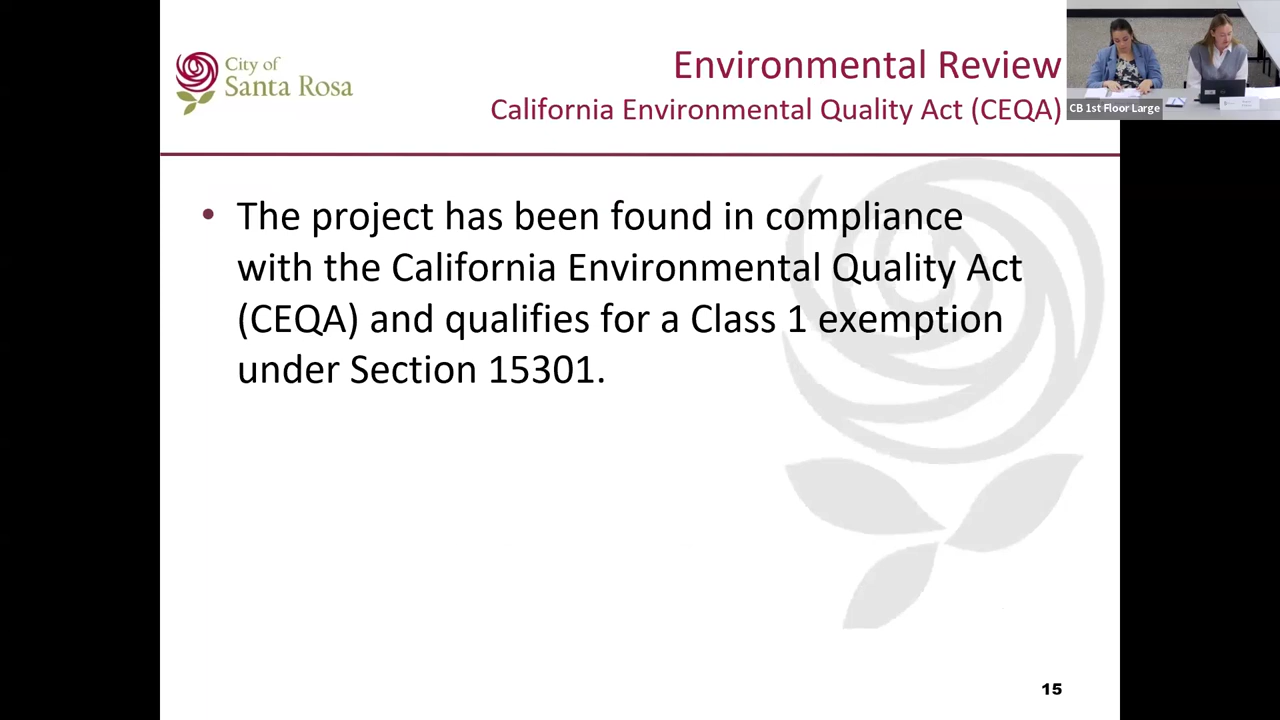 City of
Santa Rosa
Environmental Review
California Environmental Quality Act (CEQA)
CB 1st Floor Large
• The project has been found in compliance
with the California Environmental Quality Act
(CEQA) and qualifies for a Class 1 exemption
under Section 15301.
15